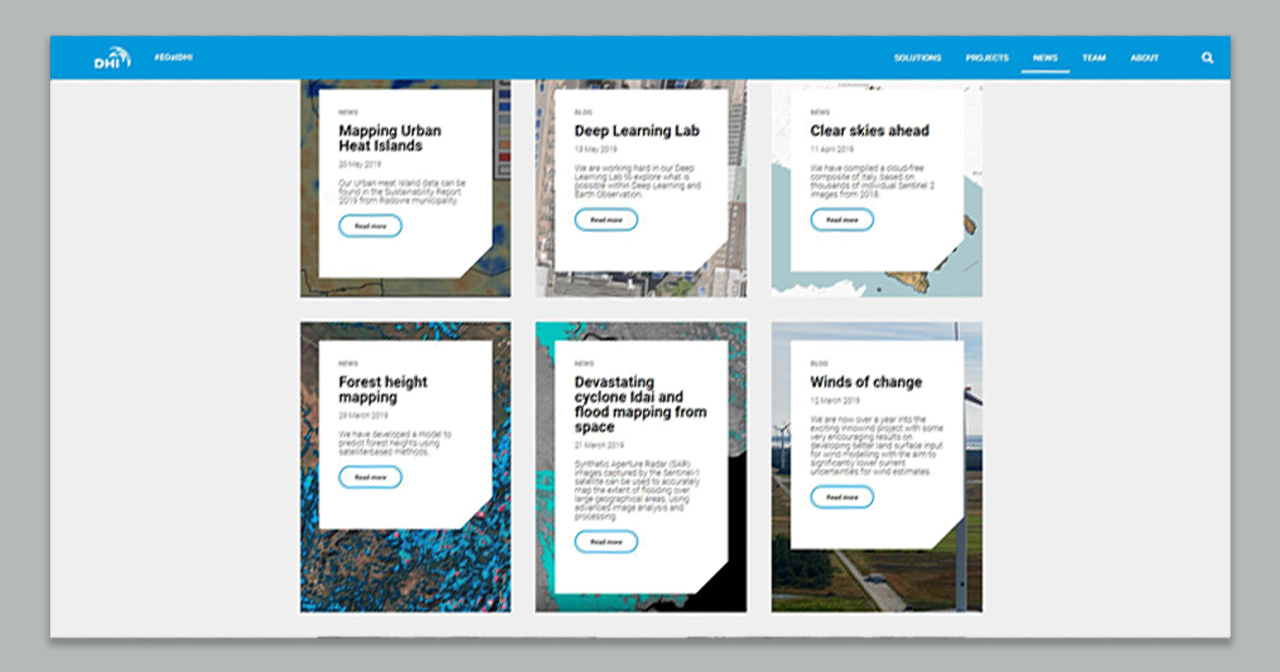 DHI
#EOatDHI
SOLUTIONS PROJECTS NEWS TEAM ABOUT
NEWS
Mapping Urban
Heat Islands
20 May 2019
Our Urban Heat Island data can be
found in the Sustainability Report
2019 from Rødovre municipality.
Read more
BLOG
Deep Learning Lab
13 May 2019
We are working hard in our Deep
Learning Lab to explore what is
possible within Deep Learning and
Earth Observation.
Read more
NEWS
Clear skies ahead
11 April 2019
We have compiled a cloud-free
composite of Italy, based on
thousands of individual Sentinel 2
images from 2018.
Read more
NEWS
Forest height
mapping
29 March 2019
We have developed a model to
predict forest heights using
satellite-based methods.
Read more
NEWS
Devastating
cyclone Idai and
flood mapping from
space
21 March 2019
Synthetic Aperture Radar (SAR)
images captured by the Sentinel-1
satellite can be used to accurately
map the extent of flooding over
large geographical areas, using
advanced image analysis and
processing.
Read more
BLOG
Winds of change
12 March 2019
We are now over a year into the
exciting InnoWind project with some
very encouraging results on
developing better land surface input
for wind modelling with the aim to
significantly lower current
uncertainties for wind estimates.
Read more